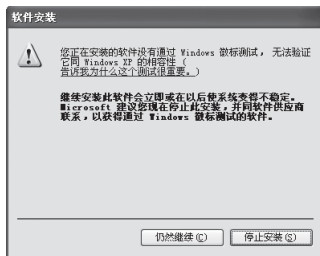 软件安装
您正在安装的软件没有通过 Windows 徽标测试，无法验证
它同 Windows XP 的相容性 (
告诉我为什么这个测试很重要。)
继续安装此软件会立即或在以后使系统变得不稳定。
Microsoft 建议您现在停止此安装，并同软件供应商
联系，以获得通过 Windows 徽标测试的软件。
仍然继续(C)
停止安装(S)